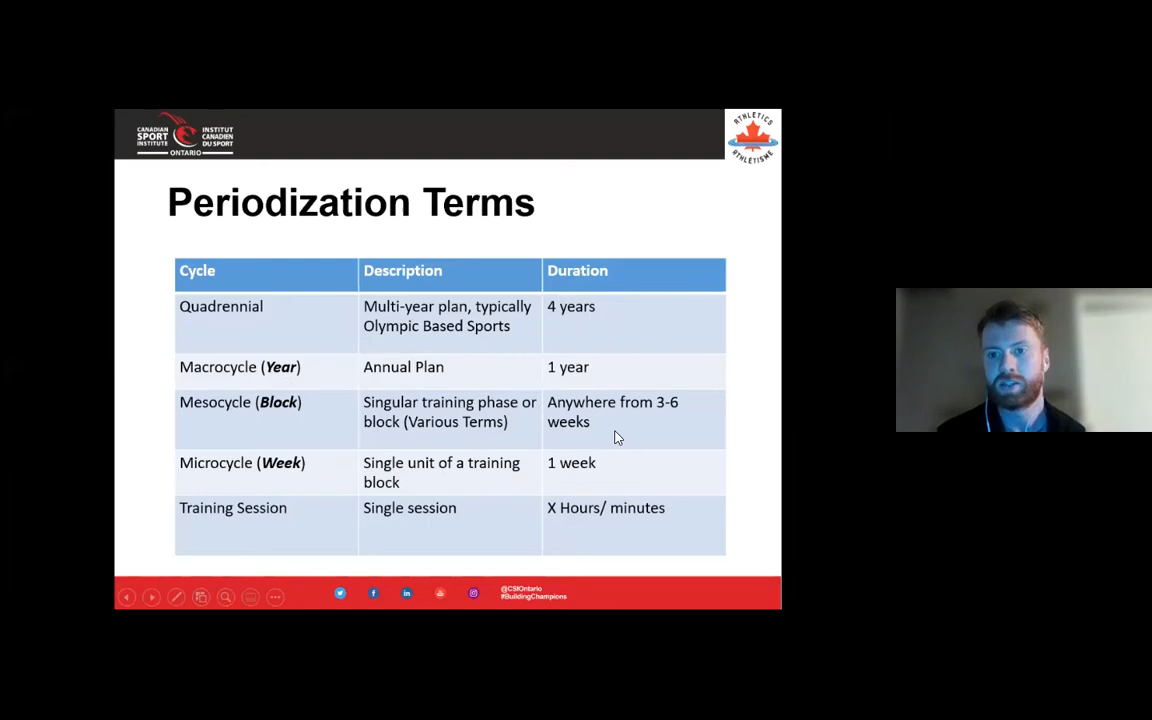 CANADIAN
SPORT
INSTITUTE
INSTITUT
CANADIEN
DU SPORT
ONTARIO
ATHLETICS
ATHLÉTISME
Periodization Terms
Cycle Description Duration
Quadrennial Multi-year plan, typically 4 years
Olympic Based Sports
Macrocycle (Year) Annual Plan 1 year
Mesocycle (Block) Singular training phase or Anywhere from 3-6
block (Various Terms) weeks
Microcycle (Week) Single unit of a training 1 week
block
Training Session Single session X Hours/ minutes
@CSIOntario
#BuildingChampions